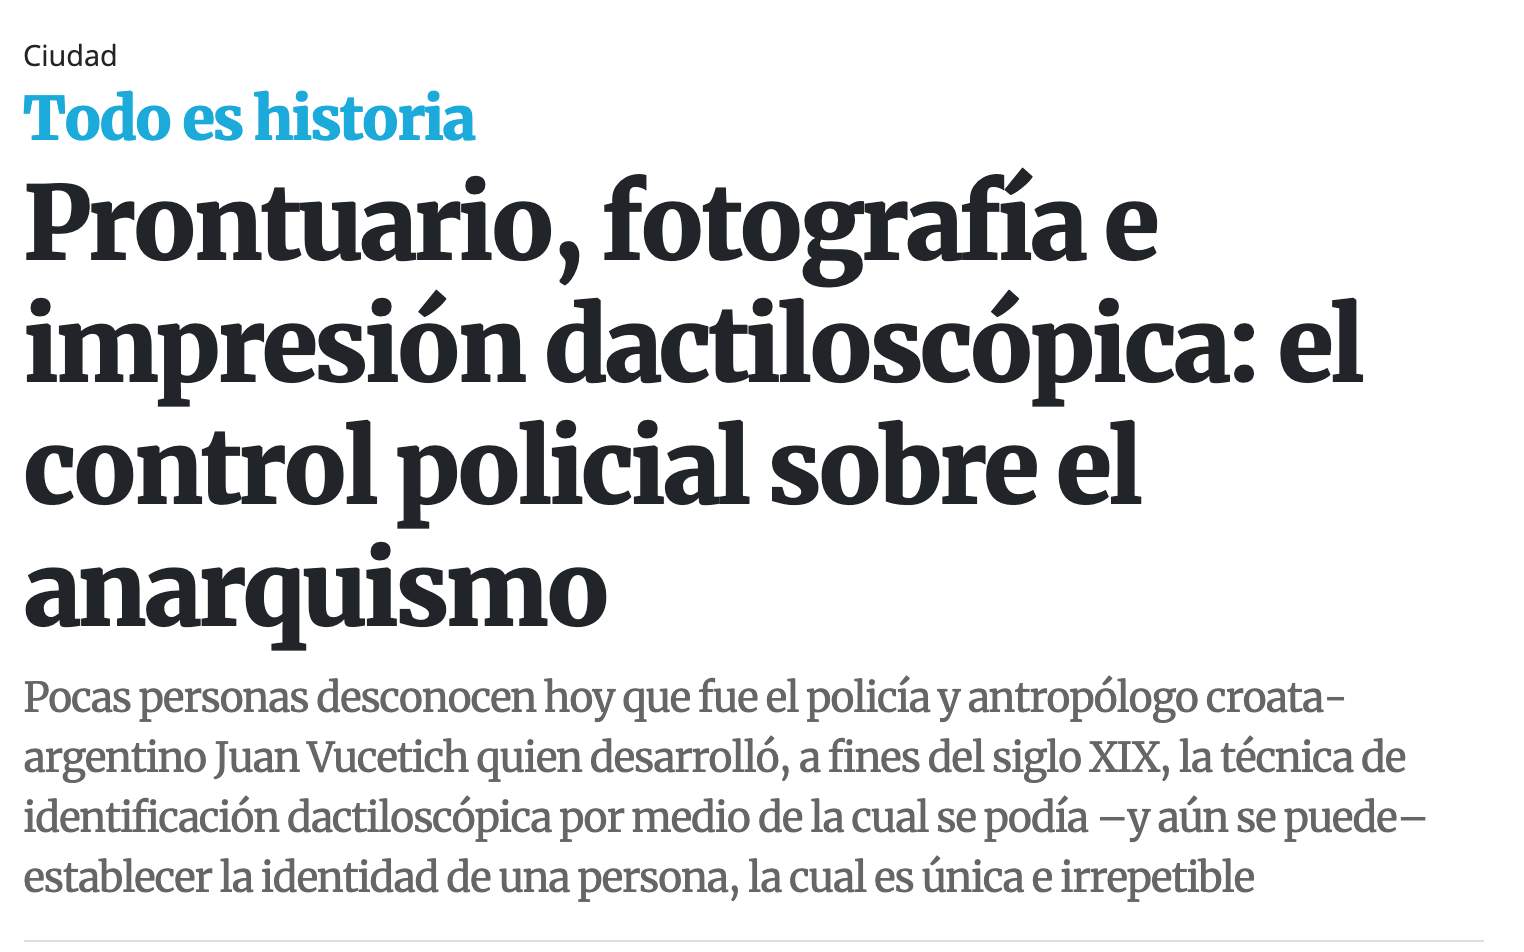 Ciudad
Todo es historia
Prontuario, fotografía e
impresión dactiloscópica: el
control policial sobre el
anarquismo
Pocas personas desconocen hoy que fue el policía y antropólogo croata-
argentino Juan Vucetich quien desarrolló, a fines del siglo XIX, la técnica de
identificación dactiloscópica por medio de la cual se podía –y aún se puede–
establecer la identidad de una persona, la cual es única e irrepetible